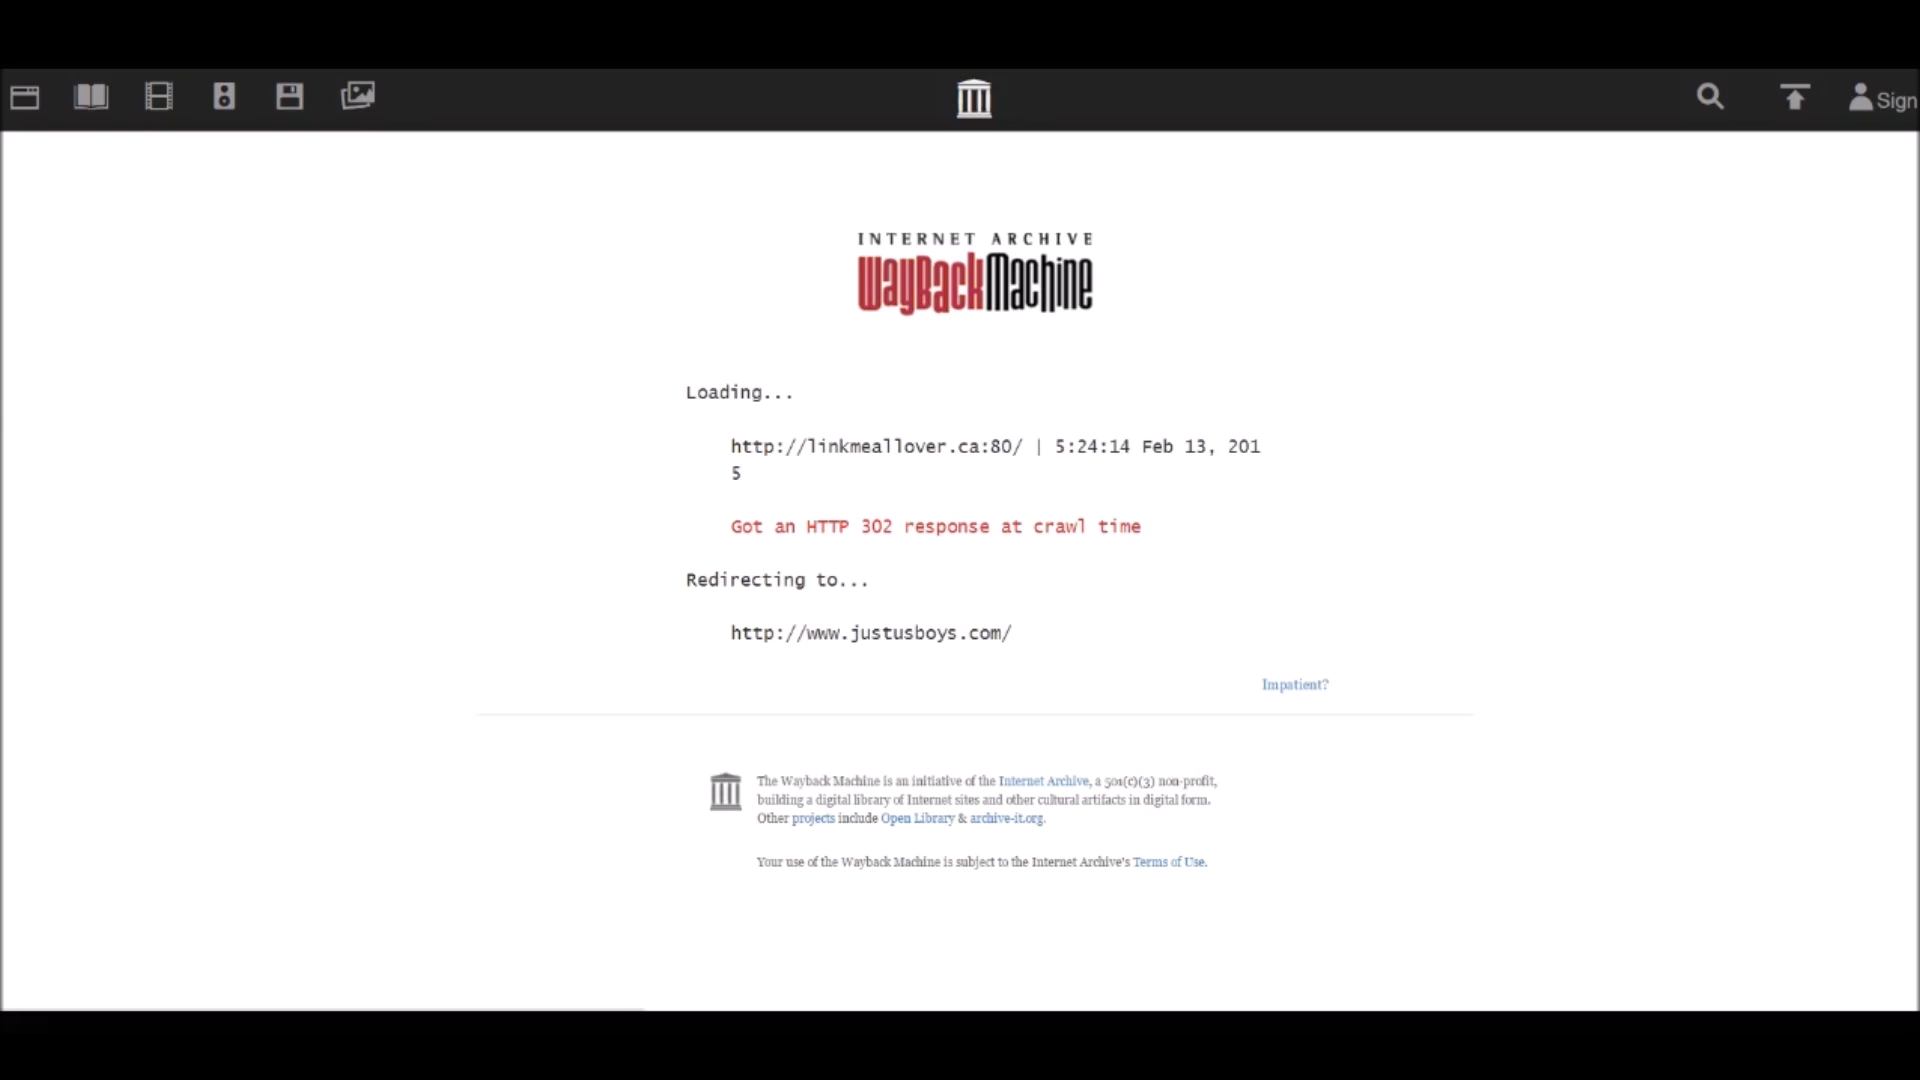 Sign
INTERNET ARCHIVE
WayBackMachine
Loading...
http://linkmeallover.ca:80/ | 5:24:14 Feb 13, 201
5
Got an HTTP 302 response at crawl time
Redirecting to...
http://www.justusboys.com/
Impatient?
The Wayback Machine is an initiative of the Internet Archive, a 501(c)(3) non-profit,
building a digital library of Internet sites and other cultural artifacts in digital form.
Other projects include Open Library & archive-it.org.
Your use of the Wayback Machine is subject to the Internet Archive's Terms of Use.